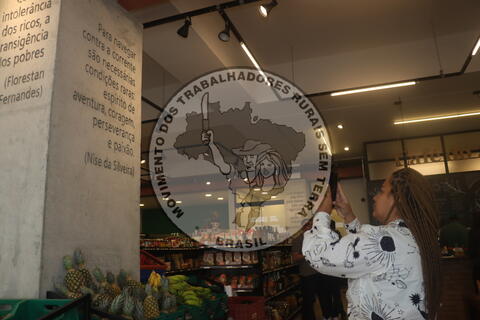 intolerância
dos ricos, a
transigência
dos pobres
(Florestan
Fernandes)
Para navegar
contra a corrente
são necessárias
condições raras:
espírito de
aventura, coragem,
perseverança
e paixão.
(Nise da Silveira)
MOVIMENTO DOS TRABALHADORES RURAIS SEM TERRA
BRASIL